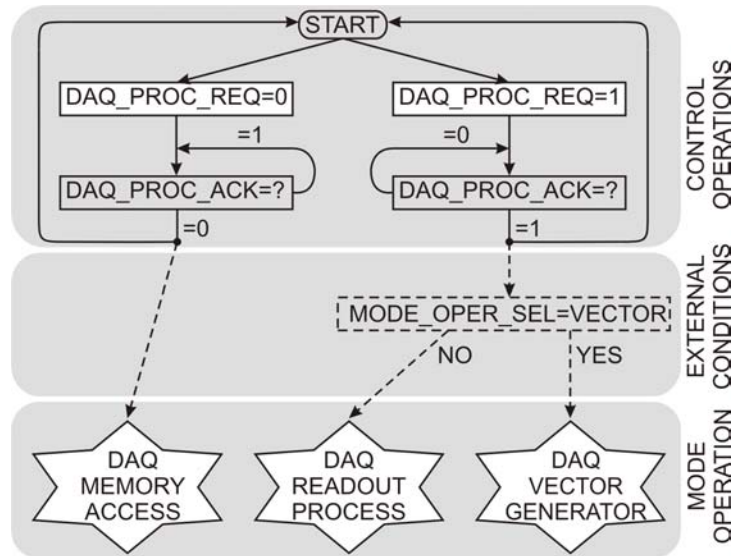 START
DAQ_PROC_REQ=0
DAQ_PROC_REQ=1
=1
=0
DAQ_PROC_ACK=?
DAQ_PROC_ACK=?
=0
=1
CONTROL
OPERATIONS
MODE_OPER_SEL=VECTOR
NO
YES
EXTERNAL
CONDITIONS
DAQ
MEMORY
ACCESS
DAQ
READOUT
PROCESS
DAQ
VECTOR
GENERATOR
MODE
OPERATION